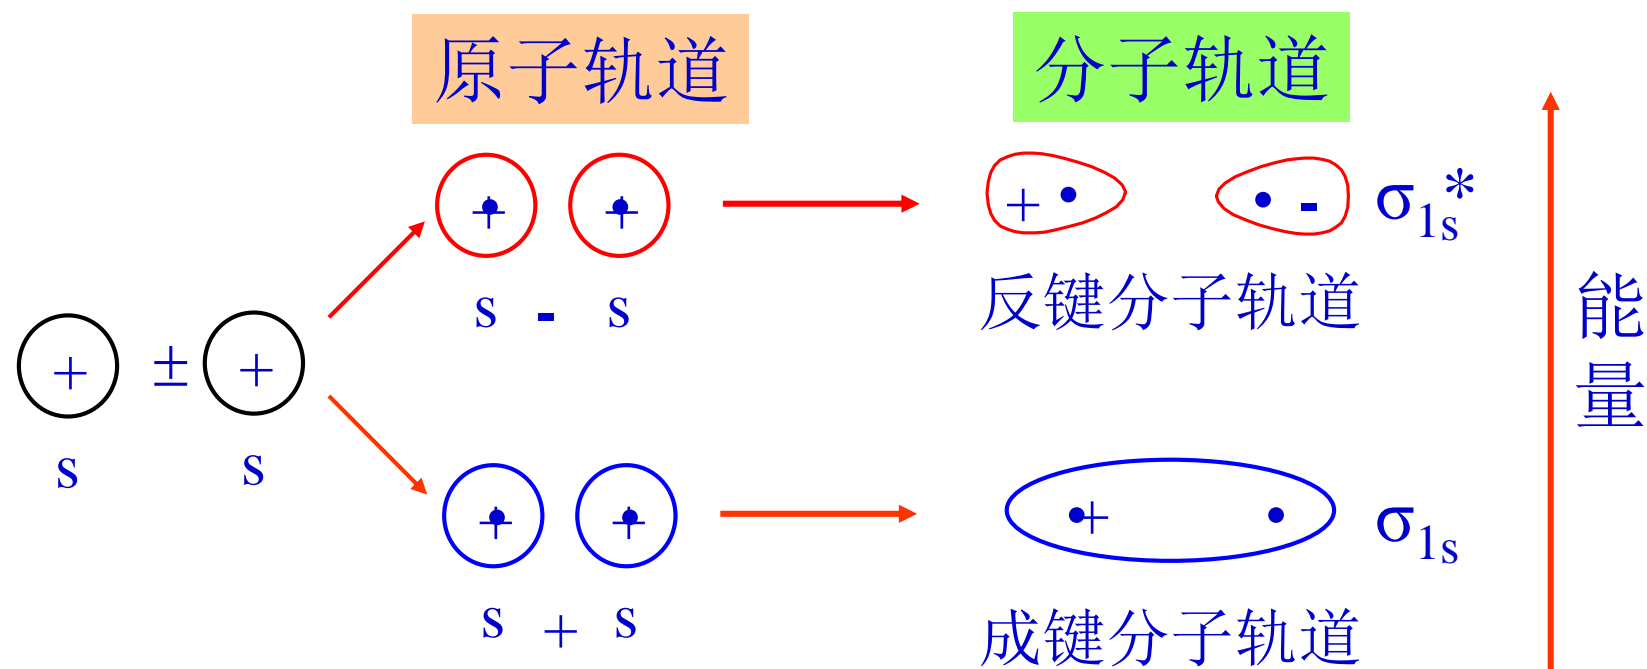 原子轨道 分子轨道
+ + + - σ1s*
s - s 反键分子轨道
+ ± + 能量
s s
+ + + σ1s
s + s 成键分子轨道